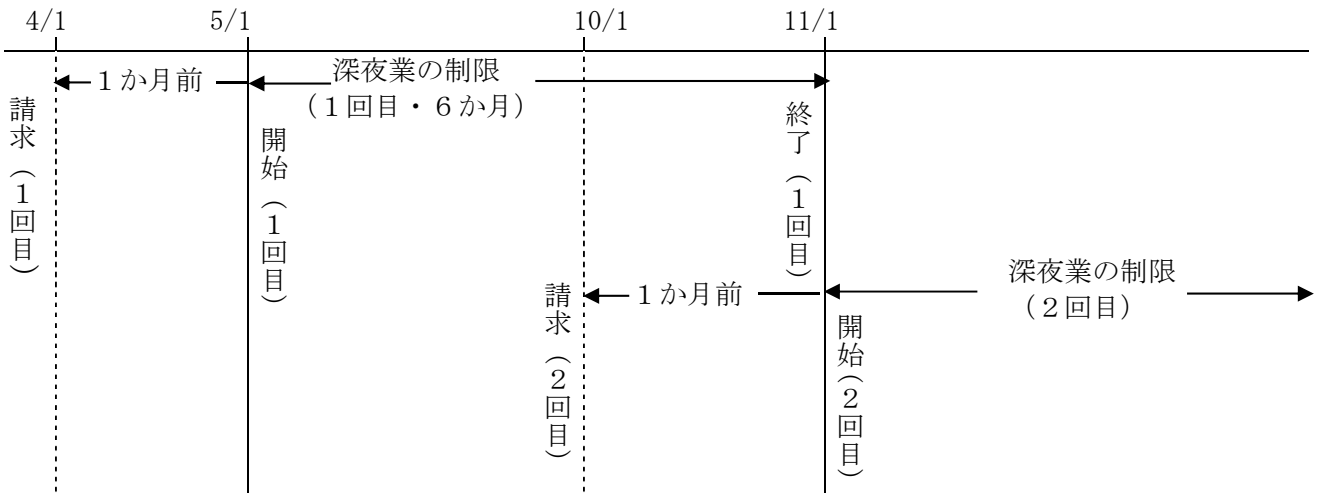 4/1
5/1
10/1
11/1
1か月前
深夜業の制限
(1回目・6か月)
請求(1回目)
開始(1回目)
終了(1回目)
請求(2回目)
1か月前
深夜業の制限
(2回目)
開始(2回目)